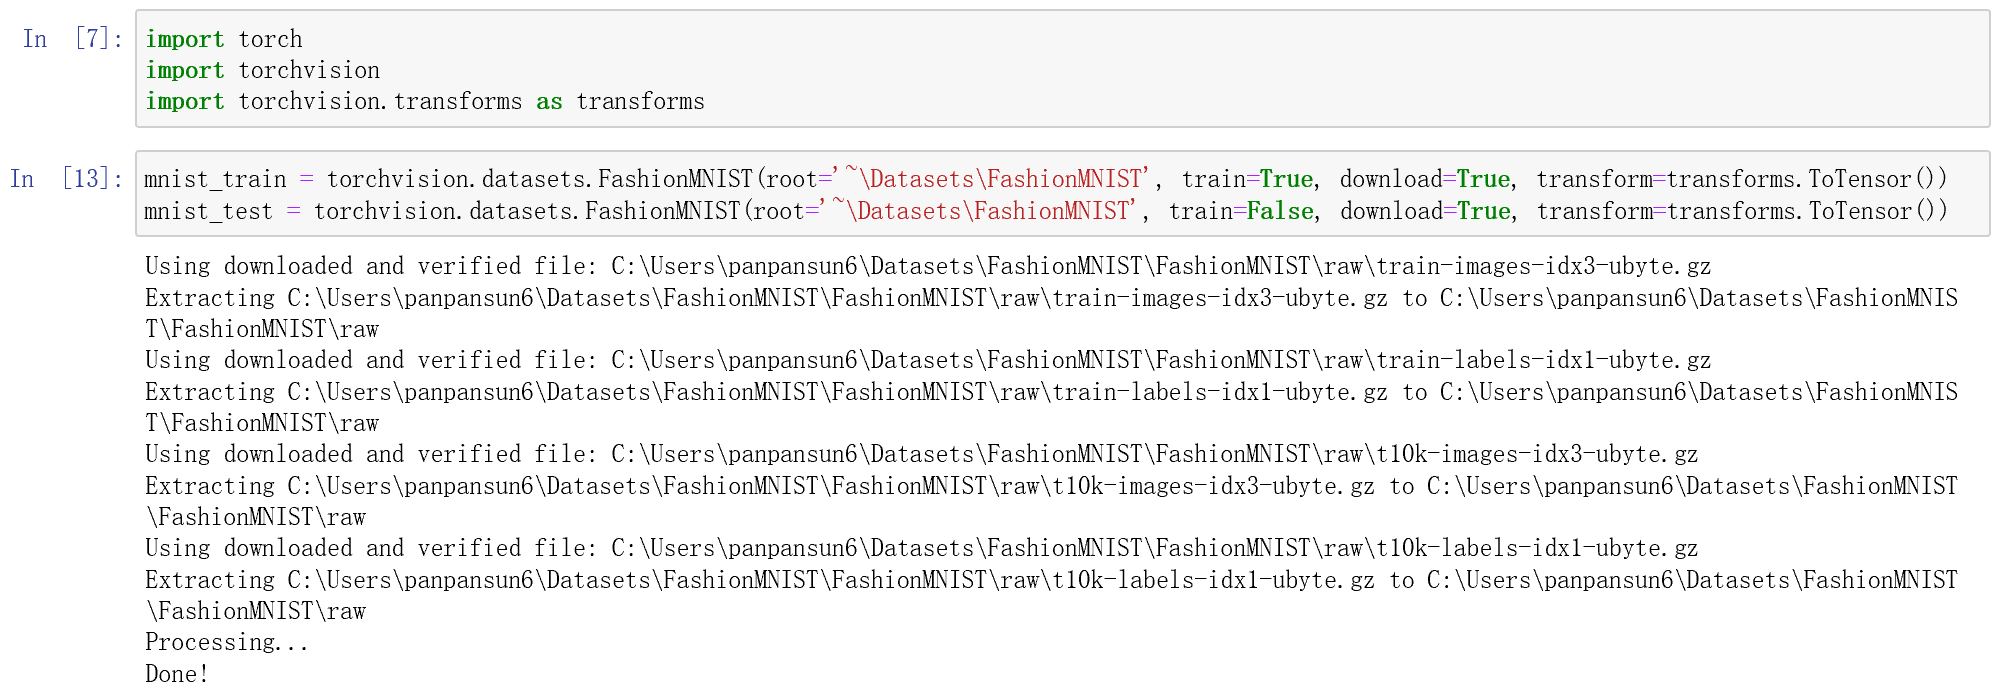 In [7]:
import torch
import torchvision
import torchvision.transforms as transforms
In [13]:
mnist_train = torchvision.datasets.FashionMNIST(root='~\Datasets\FashionMNIST', train=True, download=True, transform=transforms.ToTensor())
mnist_test = torchvision.datasets.FashionMNIST(root='~\Datasets\FashionMNIST', train=False, download=True, transform=transforms.ToTensor())
Using downloaded and verified file: C:\Users\panpansun6\Datasets\FashionMNIST\FashionMNIST\raw\train-images-idx3-ubyte.gz
Extracting C:\Users\panpansun6\Datasets\FashionMNIST\FashionMNIST\raw\train-images-idx3-ubyte.gz to C:\Users\panpansun6\Datasets\FashionMNIS
T\FashionMNIST\raw
Using downloaded and verified file: C:\Users\panpansun6\Datasets\FashionMNIST\FashionMNIST\raw\train-labels-idx1-ubyte.gz
Extracting C:\Users\panpansun6\Datasets\FashionMNIST\FashionMNIST\raw\train-labels-idx1-ubyte.gz to C:\Users\panpansun6\Datasets\FashionMNIS
T\FashionMNIST\raw
Using downloaded and verified file: C:\Users\panpansun6\Datasets\FashionMNIST\FashionMNIST\raw\t10k-images-idx3-ubyte.gz
Extracting C:\Users\panpansun6\Datasets\FashionMNIST\FashionMNIST\raw\t10k-images-idx3-ubyte.gz to C:\Users\panpansun6\Datasets\FashionMNIST
\FashionMNIST\raw
Using downloaded and verified file: C:\Users\panpansun6\Datasets\FashionMNIST\FashionMNIST\raw\t10k-labels-idx1-ubyte.gz
Extracting C:\Users\panpansun6\Datasets\FashionMNIST\FashionMNIST\raw\t10k-labels-idx1-ubyte.gz to C:\Users\panpansun6\Datasets\FashionMNIST
\FashionMNIST\raw
Processing...
Done!